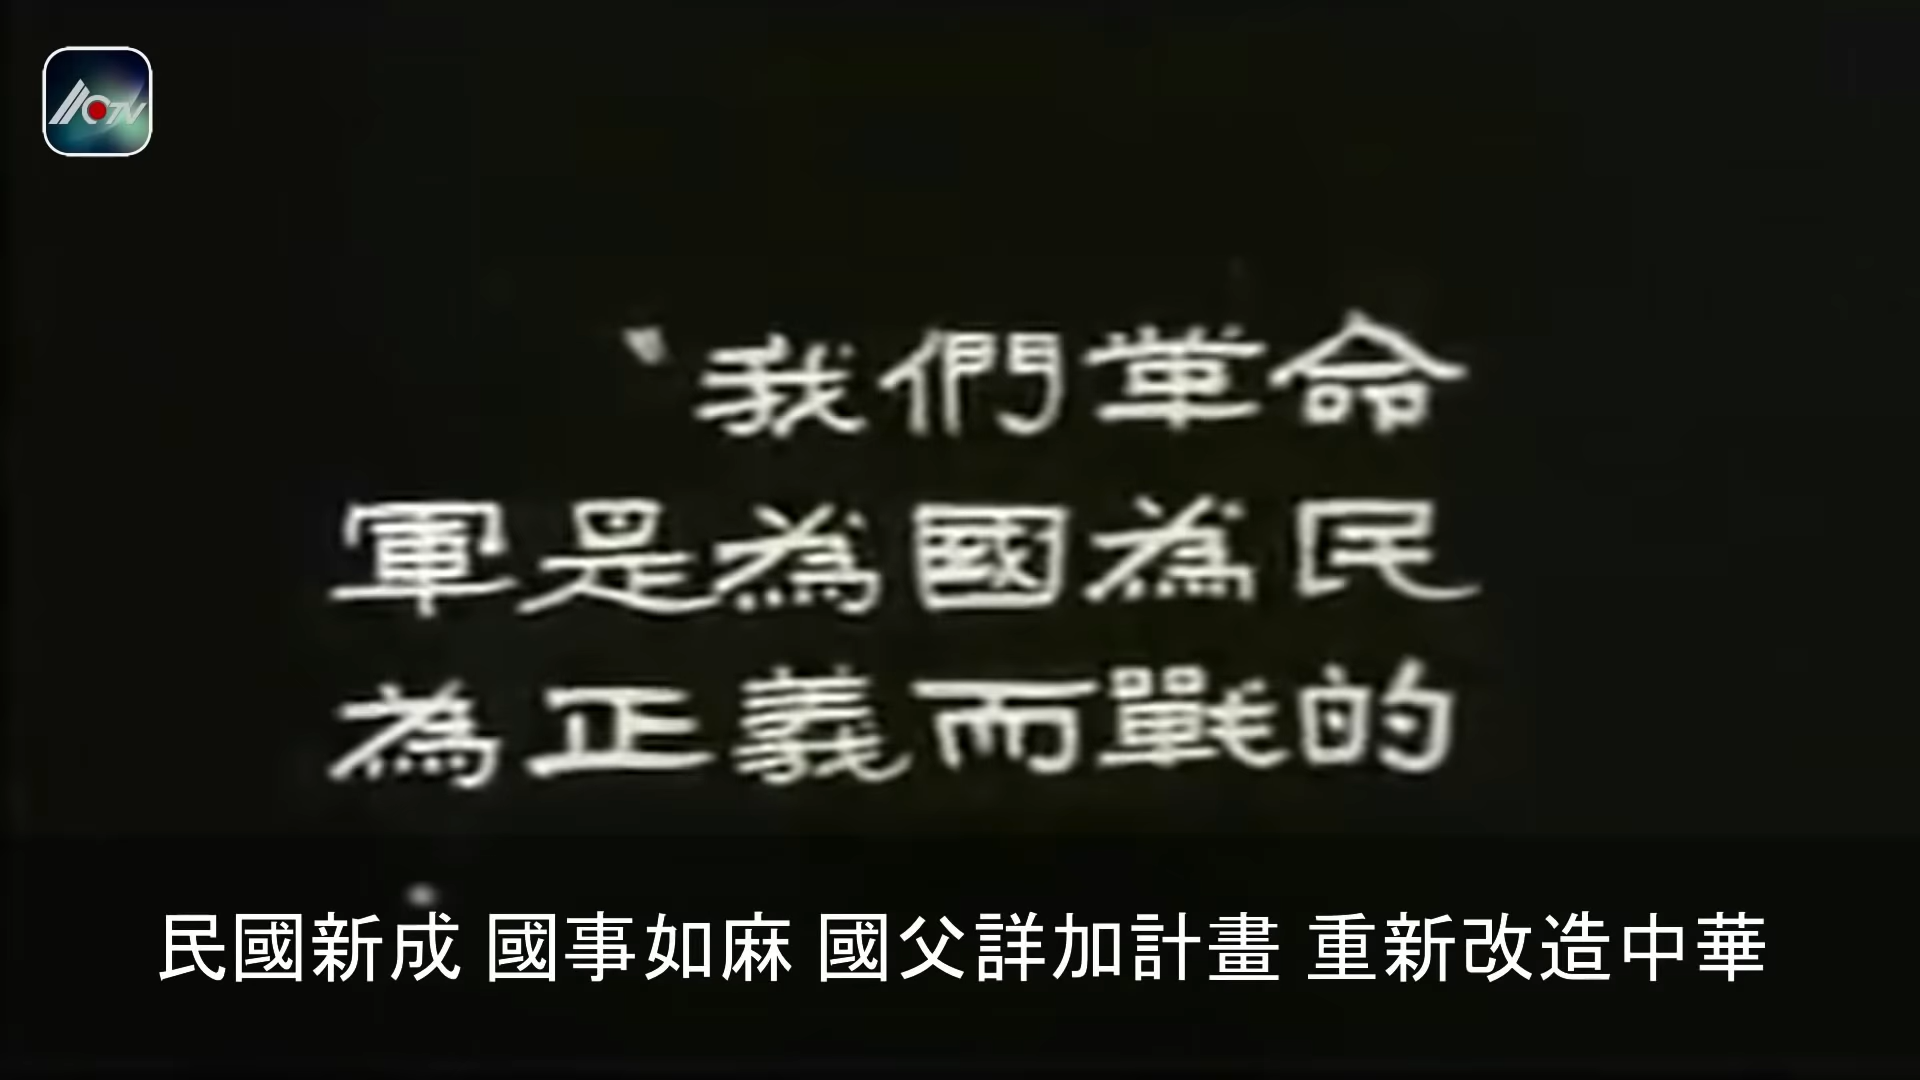 、我們革命
軍是為國為民
為正義而戰的
.
民國新成 國事如麻 國父詳加計畫 重新改造中華